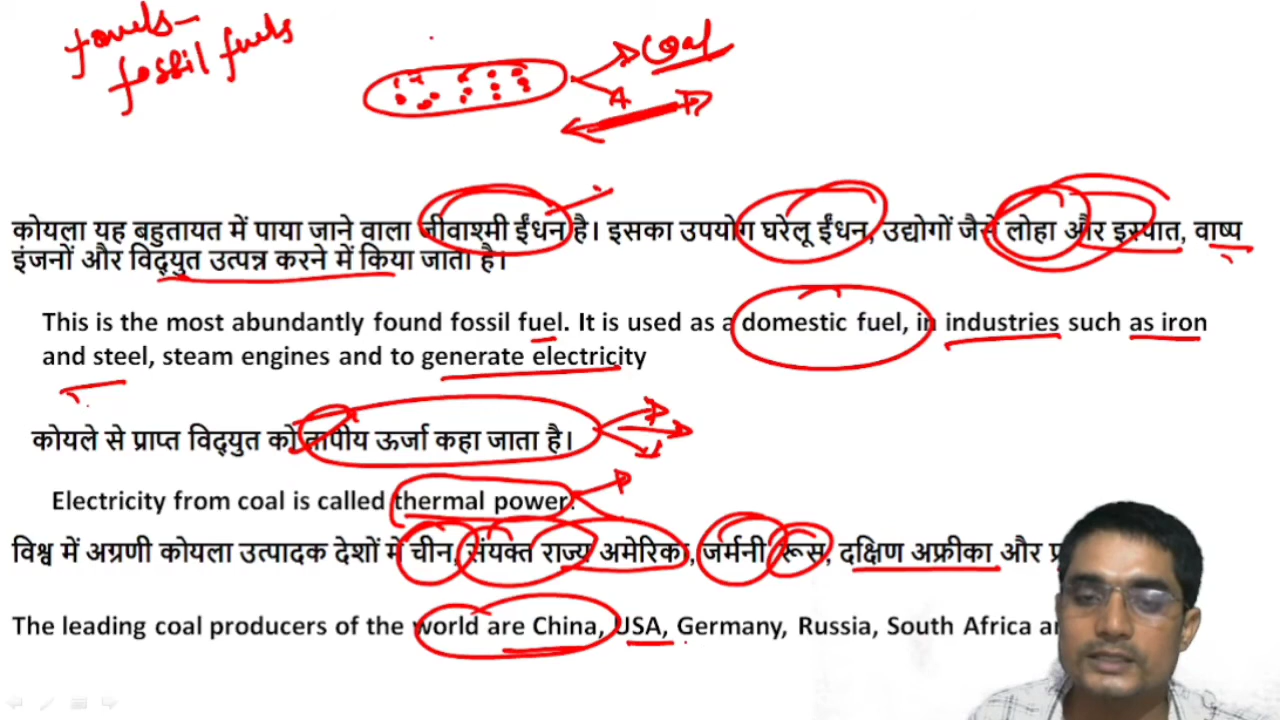 fouels-
fossil fuels
Coal
कोयला यह बहुतायत में पाया जाने वाला जीवाश्मी ईंधन है। इसका उपयोग घरेलू ईंधन, उद्योगों जैसे लोहा और इस्पात, वाष्प
इंजनों और विद्युत उत्पन्न करने में किया जाता है।
This is the most abundantly found fossil fuel. It is used as a domestic fuel, in industries such as iron
and steel, steam engines and to generate electricity
कोयले से प्राप्त विद्युत को तापीय ऊर्जा कहा जाता है।
Electricity from coal is called thermal power.
विश्व में अग्रणी कोयला उत्पादक देशों में चीन, संयक्त राज्य अमेरिका, जर्मनी रूस, दक्षिण अफ्रीका और
The leading coal producers of the world are China, USA, Germany, Russia, South Africa